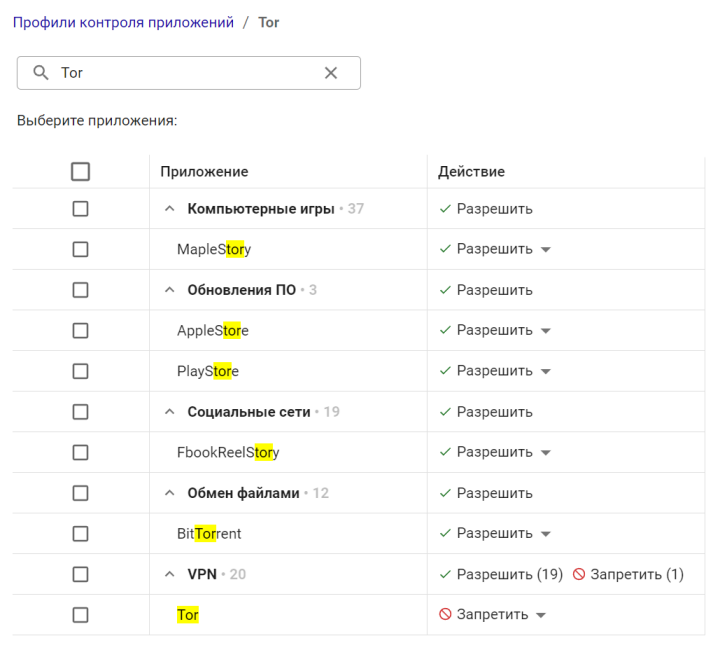 Профили контроля приложений / Tor
Tor
Выберите приложения:
Приложение Действие
Компьютерные игры • 37 Разрешить
MapleStory Разрешить
Обновления ПО • 3 Разрешить
AppleStore Разрешить
PlayStore Разрешить
Социальные сети • 19 Разрешить
FbookReelStory Разрешить
Обмен файлами • 12 Разрешить
BitTorrent Разрешить
VPN • 20 Разрешить (19) Запретить (1)
Tor Запретить